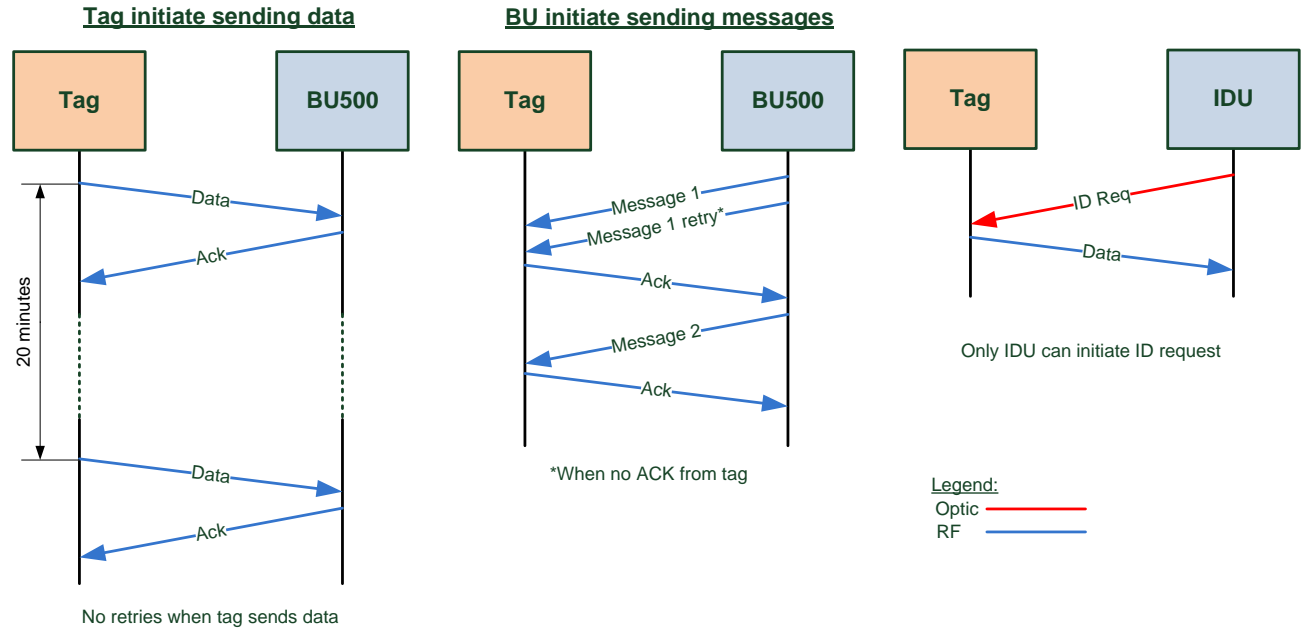 Tag initiate sending data
Tag
BU500
Data
Ack
20 minutes
Data
Ack
No retries when tag sends data
BU initiate sending messages
Tag
BU500
Message 1
Message 1 retry*
Ack
Message 2
Ack
*When no ACK from tag
Tag
IDU
ID Req
Data
Only IDU can initiate ID request
Legend:
Optic
RF